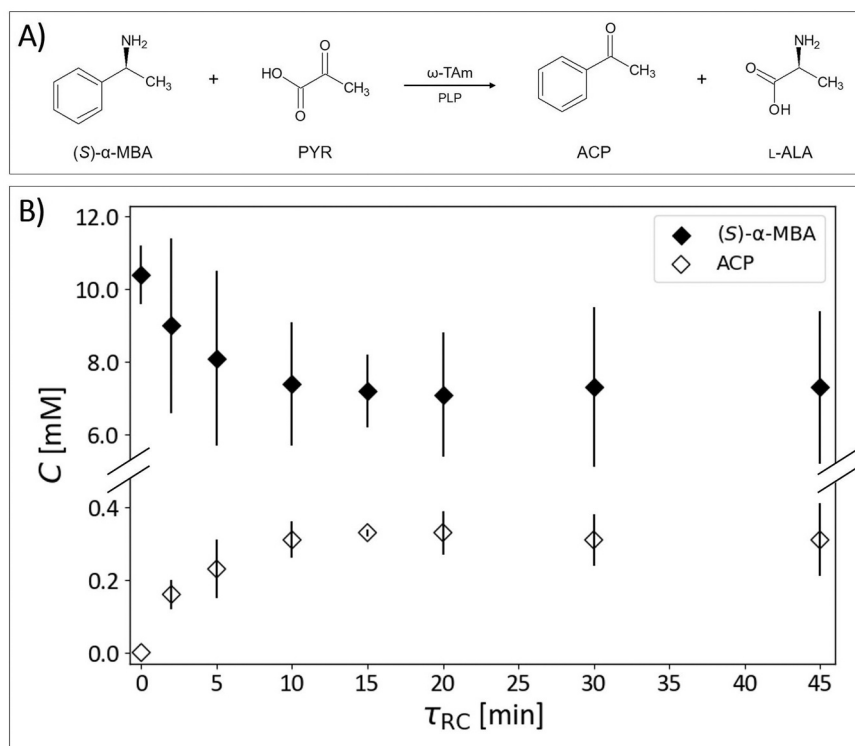 A)
NH₂
CH₃
(S)-α-MBA
+
O
HO
O
CH₃
PYR
ω-TAm
PLP
O
CH₃
ACP
+
NH₂
O
CH₃
OH
L-ALA
B)
12.0
10.0
8.0
6.0
0.4
0.2
0.0
C [mM]
(S)-α-MBA
ACP
0 5 10 15 20 25 30 35 40 45
τRC [min]